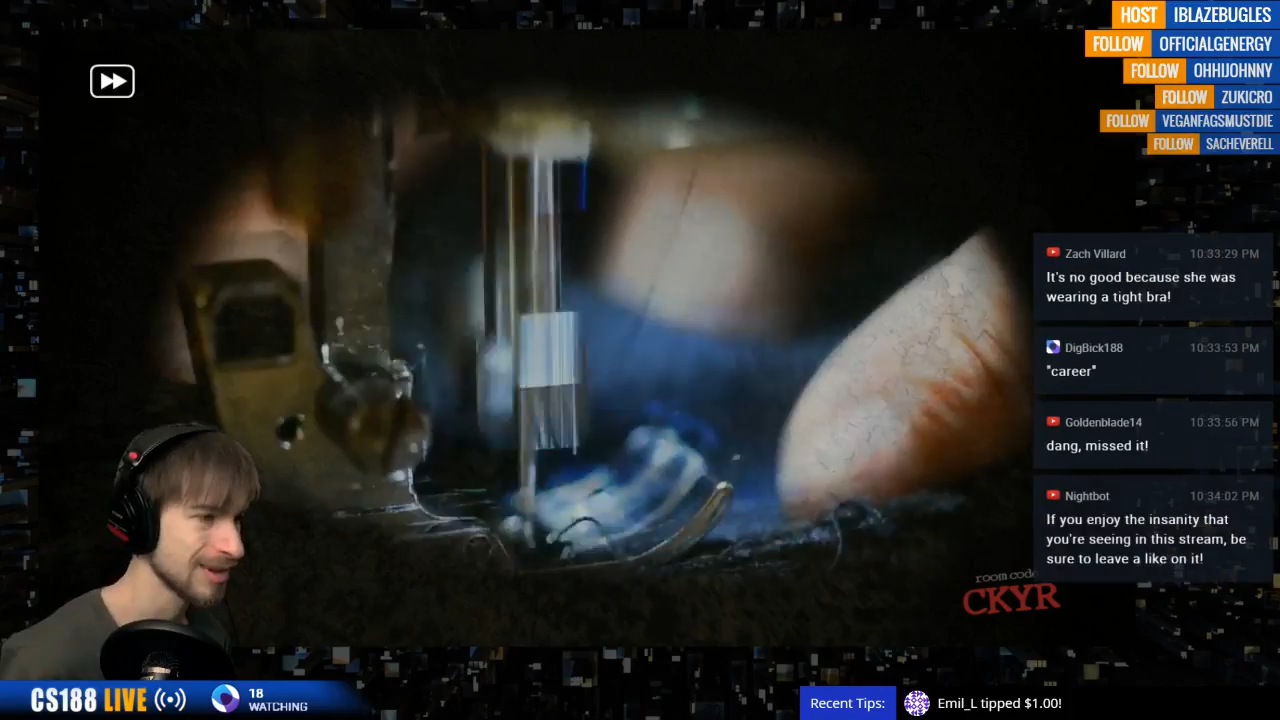 HOST IBLAZEBUGLES
FOLLOW OFFICIALGENERGY
FOLLOW OHHIJOHNNY
FOLLOW ZUKICRO
FOLLOW VEGANFAGSMUSTDIE
FOLLOW SACHEVERELL
Zach Villard 10:33:29 PM
It's no good because she was
wearing a tight bra!
DigBick188 10:33:53 PM
"career"
Goldenblade14 10:33:56 PM
dang, missed it!
Nightbot 10:34:02 PM
If you enjoy the insanity that
you're seeing in this stream, be
sure to leave a like on it!
room code
CKYR
CS188 LIVE
18
WATCHING
Recent Tips: Emil_L tipped $1.00!